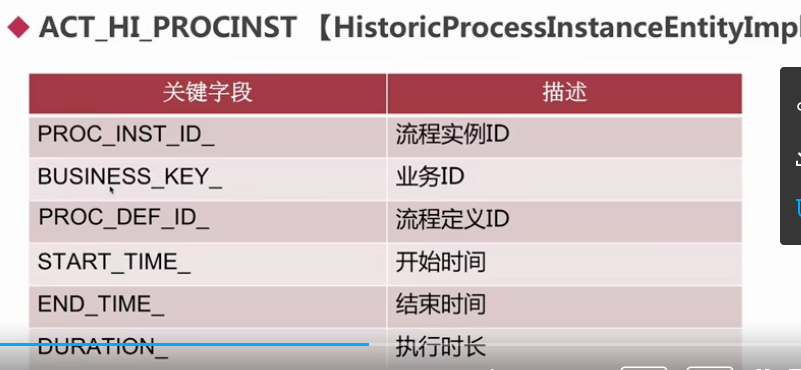 ACT_HI_PROCINST 【HistoricProcessInstanceEntityImpl
关键字段 描述
PROC_INST_ID_ 流程实例ID
BUSINESS_KEY_ 业务ID
PROC_DEF_ID_ 流程定义ID
START_TIME_ 开始时间
END_TIME_ 结束时间
DURATION_ 执行时长